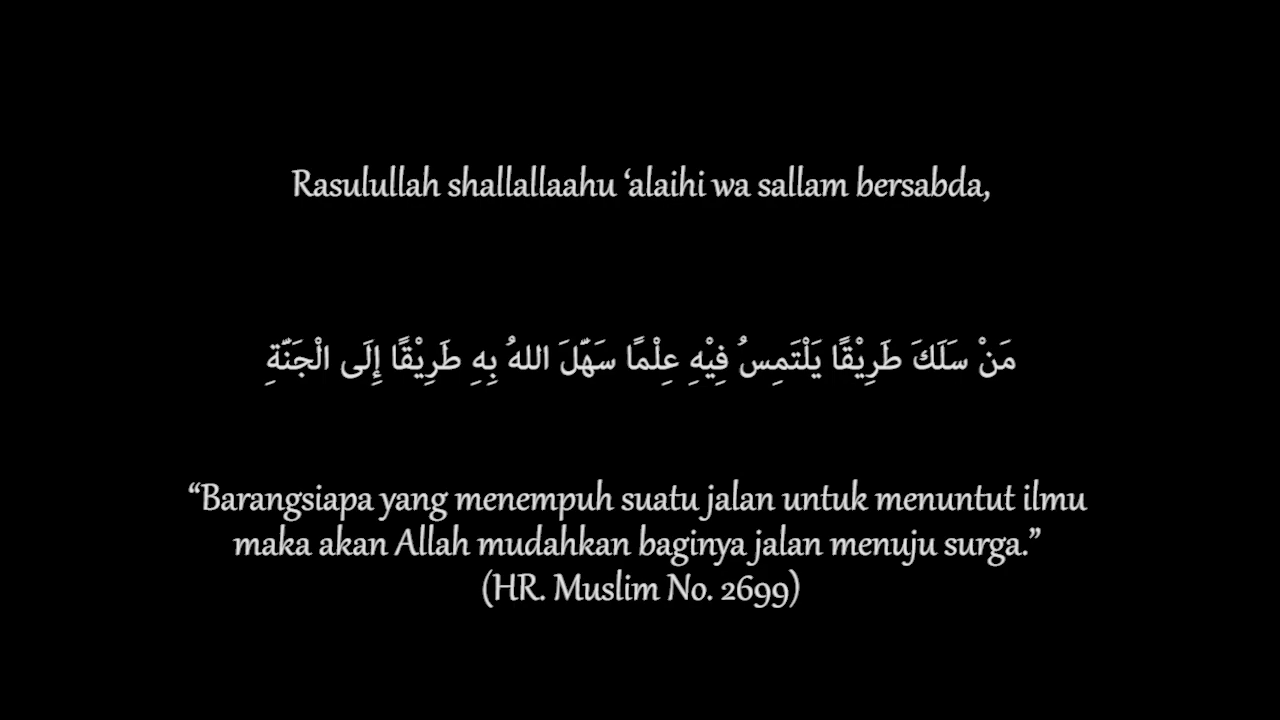 Rasulullah shallallaahu ‘alaihi wa sallam bersabda,
مَنْ سَلَكَ طَرِيْقًا يَلْتَمِسُ فِيْهِ عِلْمًا سَهَّلَ اللهُ بِهِ طَرِيْقًا إِلَى الْجَنَّةِ
“Barangsiapa yang menempuh suatu jalan untuk menuntut ilmu
maka akan Allah mudahkan baginya jalan menuju surga.”
(HR. Muslim No. 2699)